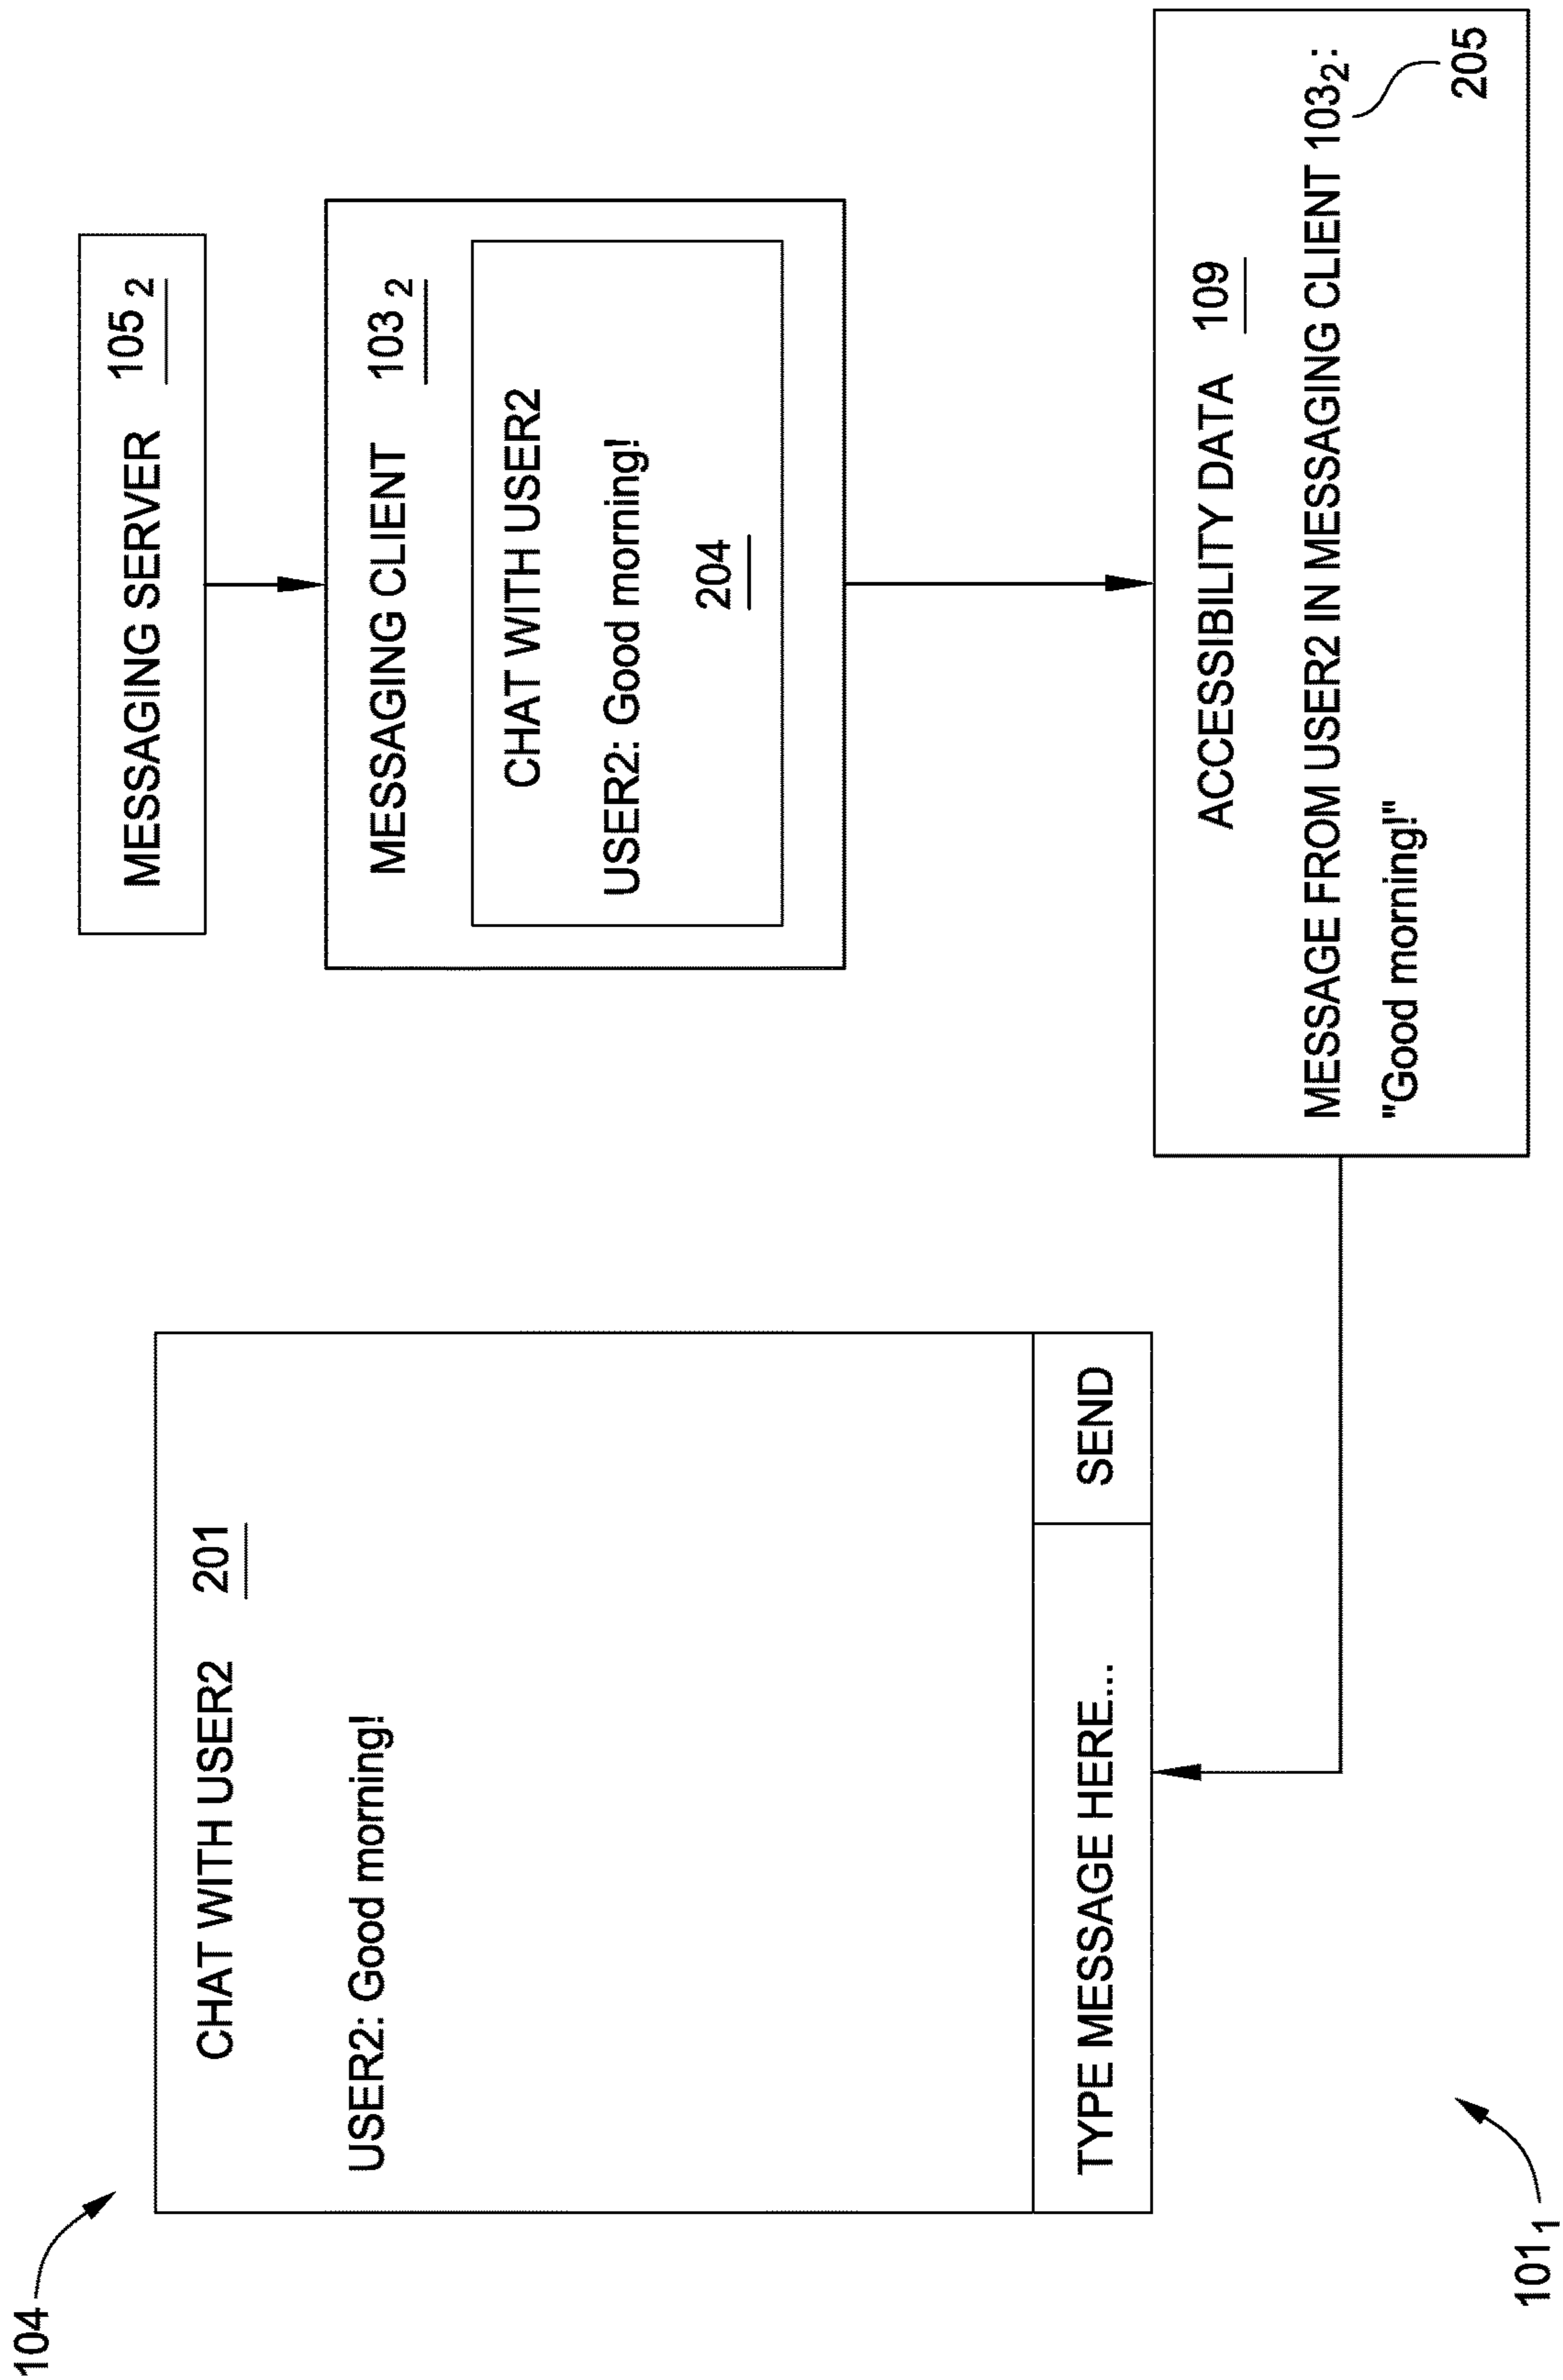 104
CHAT WITH USER2 201
USER2: Good morning!
TYPE MESSAGE HERE...
SEND
101₁
MESSAGING SERVER 105₂
MESSAGING CLIENT 103₂
CHAT WITH USER2
USER2: Good morning!
204
ACCESSIBILITY DATA 109
MESSAGE FROM USER2 IN MESSAGING CLIENT 103₂:
"Good morning!"
205